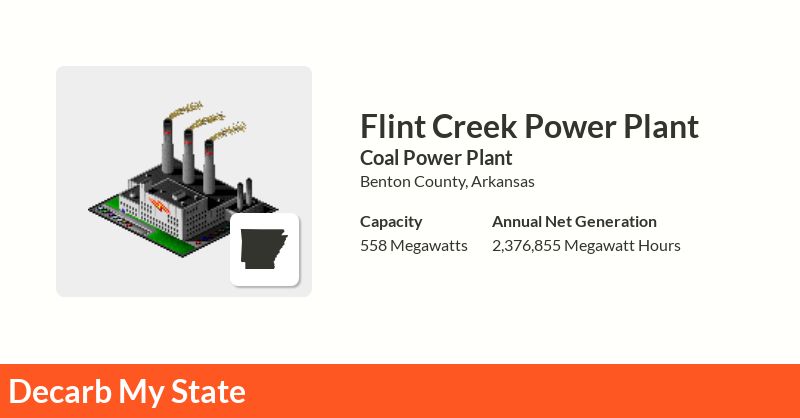 Flint Creek Power Plant
Coal Power Plant
Benton County, Arkansas
Capacity
558 Megawatts
Annual Net Generation
2,376,855 Megawatt Hours
Decarb My State